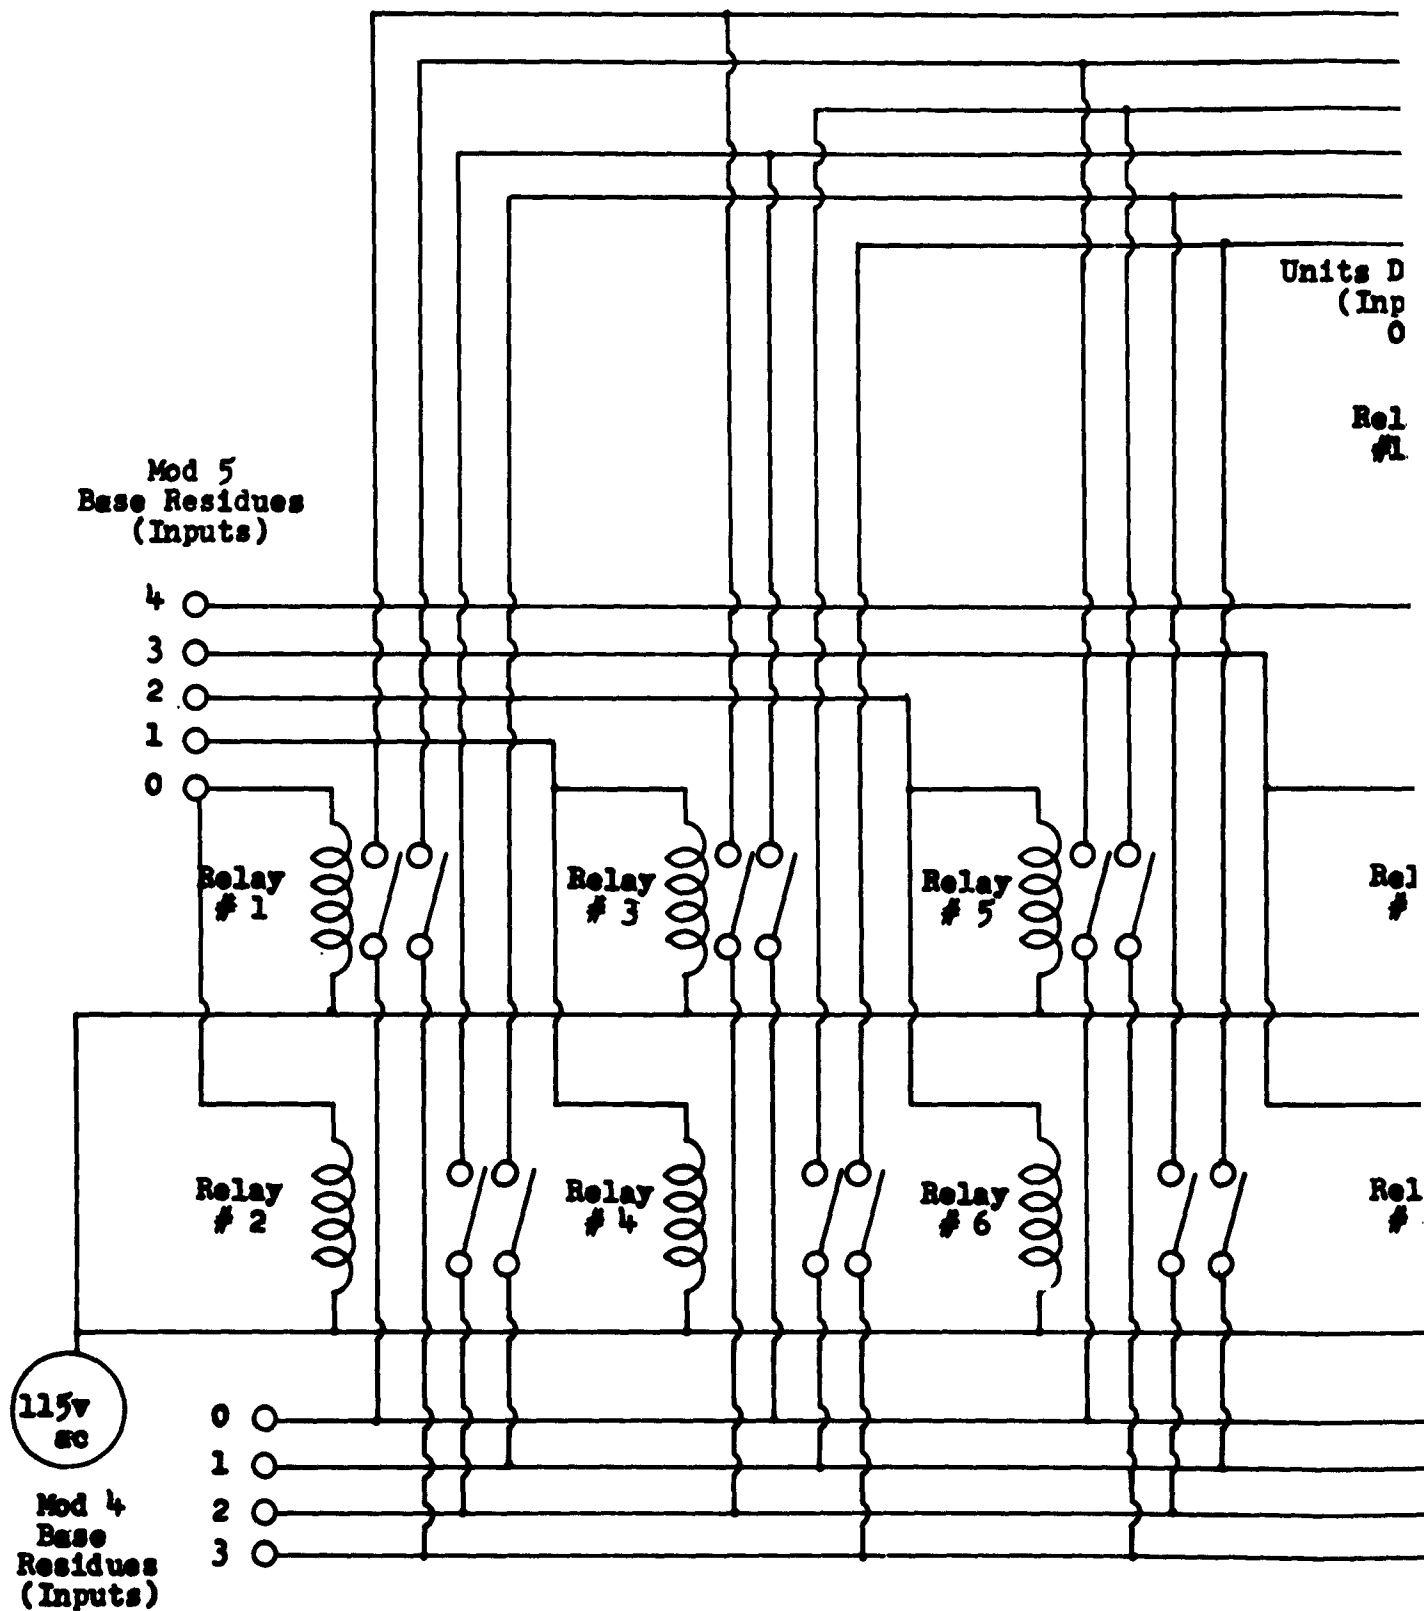 Units D
(Inp
0
Rel
#1
Mod 5
Base Residues
(Inputs)
4
3
2
1
0
Relay
# 1
Relay
# 3
Relay
# 5
Rel
#
Relay
# 2
Relay
# 4
Relay
# 6
Rel
#
115v
ac
0
1
2
3
Mod 4
Base
Residues
(Inputs)